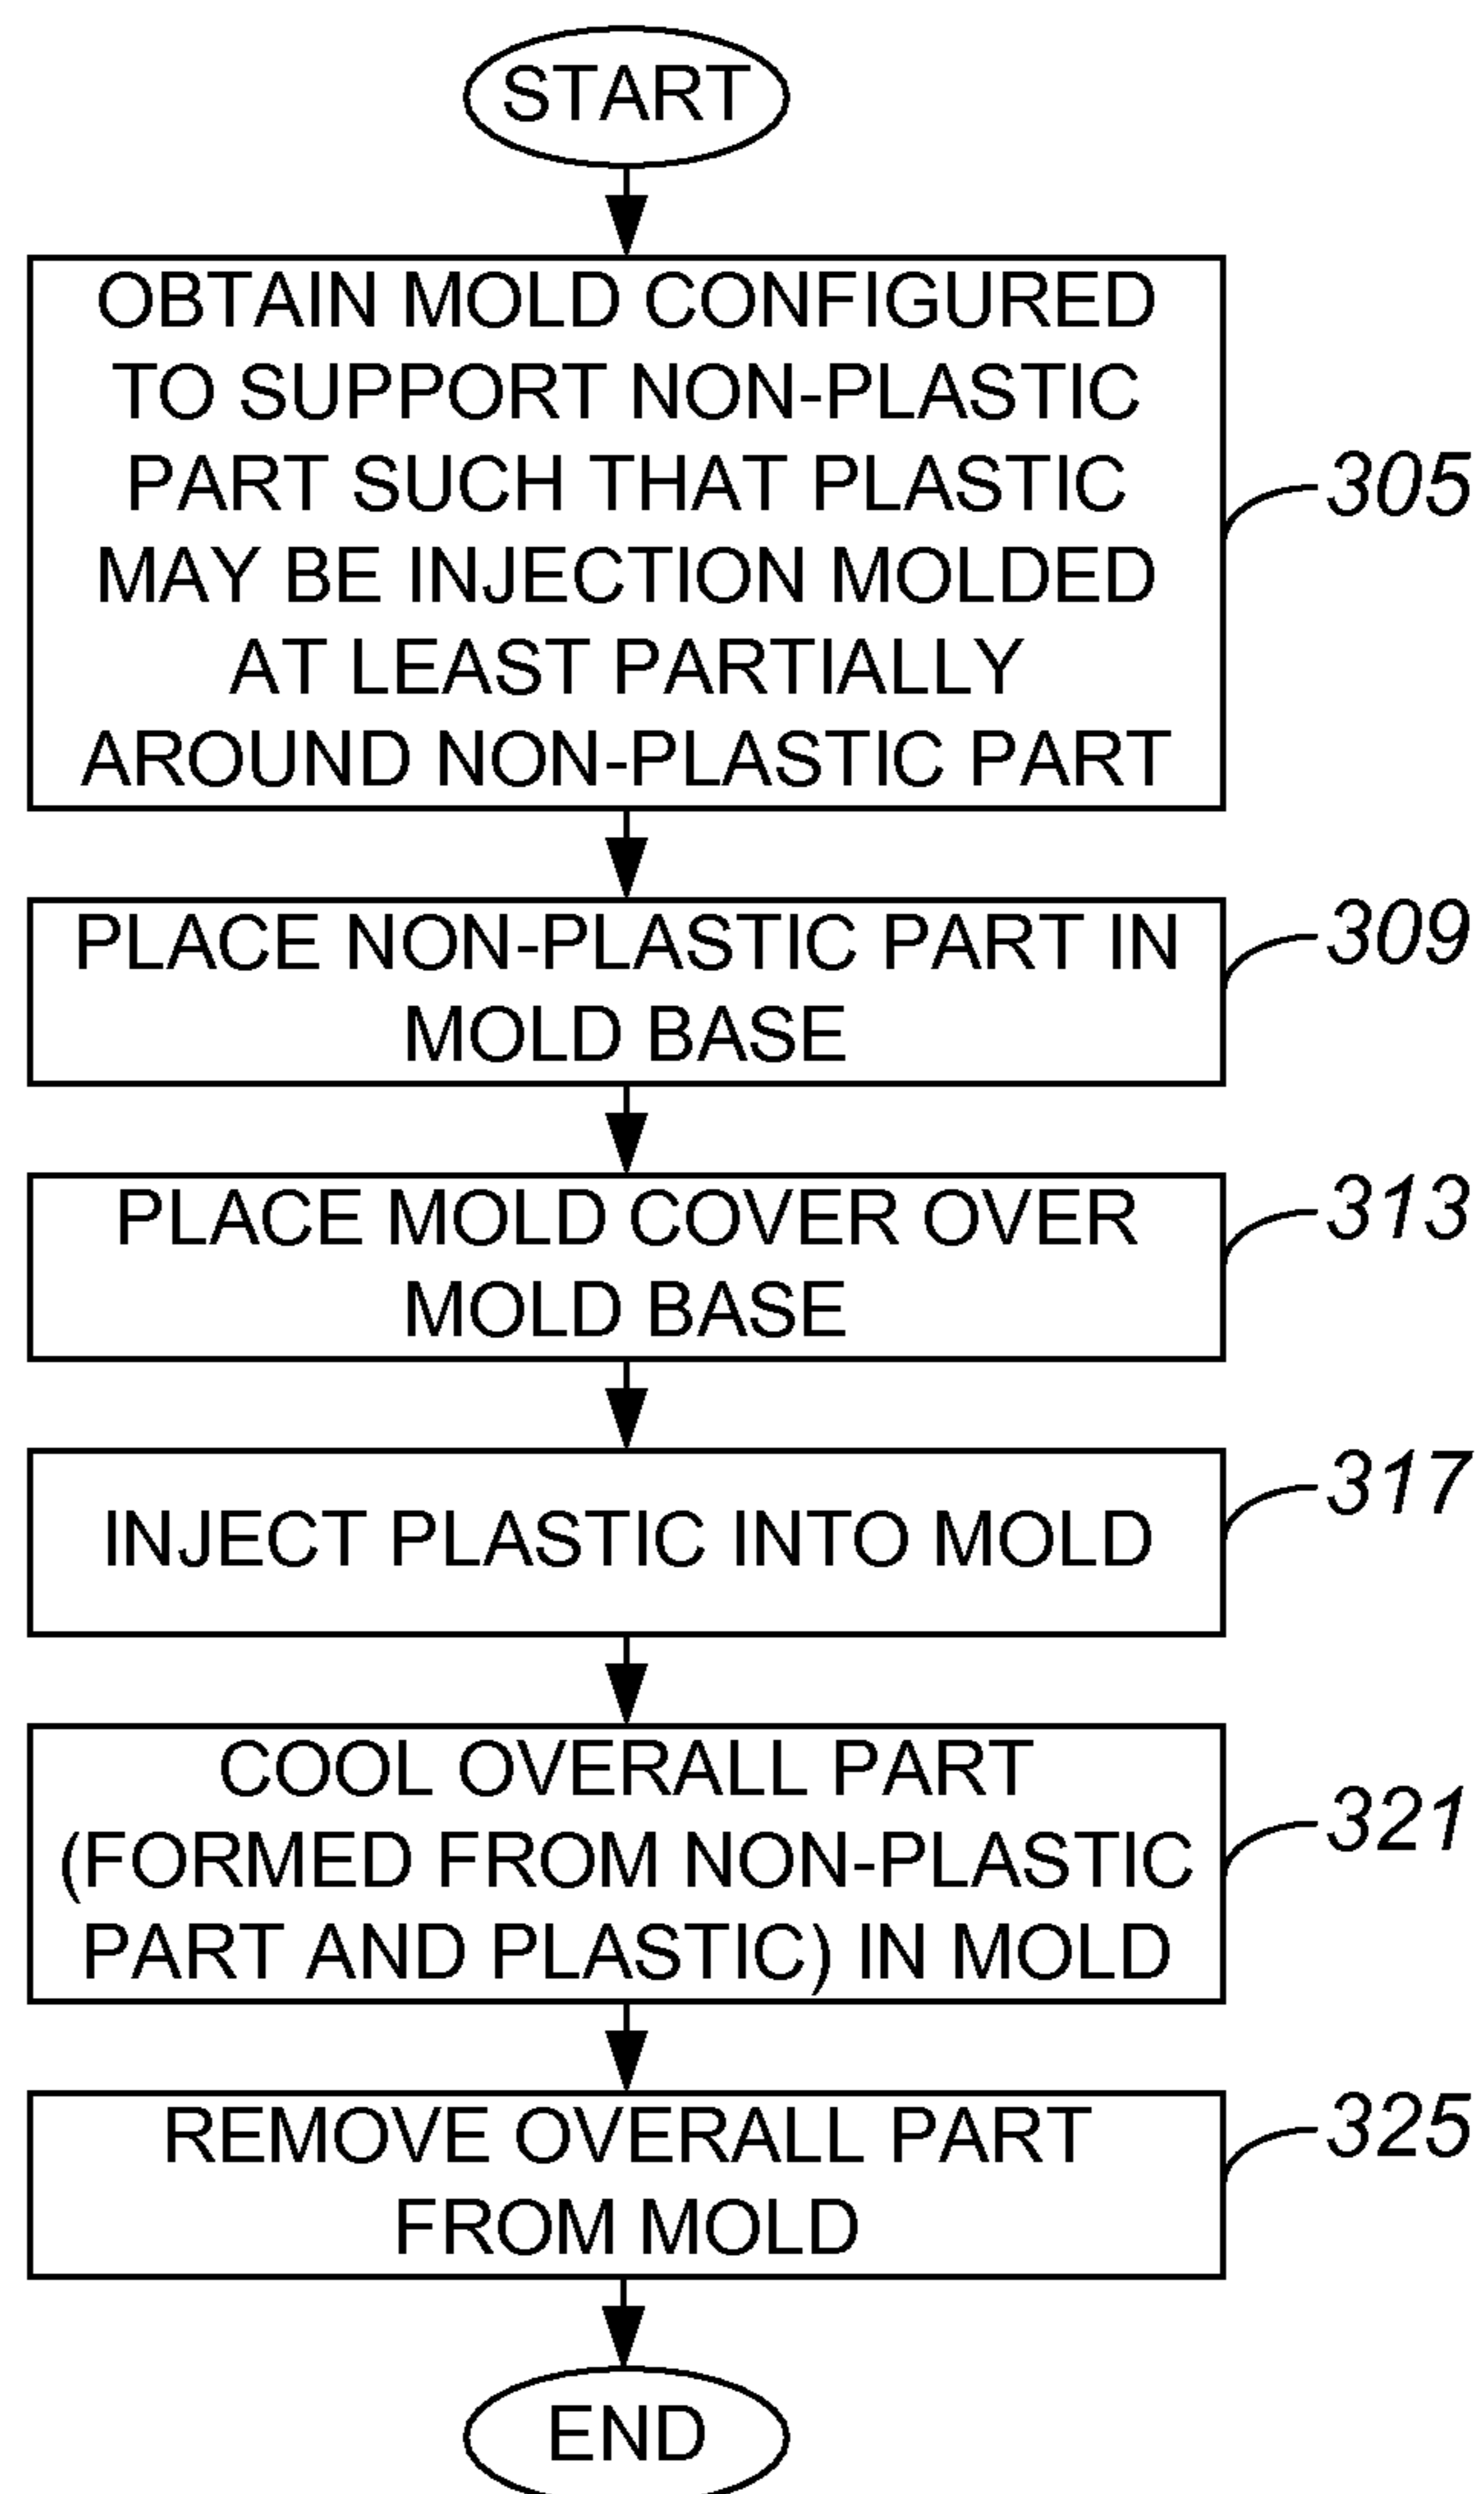 START
OBTAIN MOLD CONFIGURED
TO SUPPORT NON-PLASTIC
PART SUCH THAT PLASTIC
MAY BE INJECTION MOLDED
AT LEAST PARTIALLY
AROUND NON-PLASTIC PART
305
PLACE NON-PLASTIC PART IN
MOLD BASE
309
PLACE MOLD COVER OVER
MOLD BASE
313
INJECT PLASTIC INTO MOLD
317
COOL OVERALL PART
(FORMED FROM NON-PLASTIC
PART AND PLASTIC) IN MOLD
321
REMOVE OVERALL PART
FROM MOLD
325
END